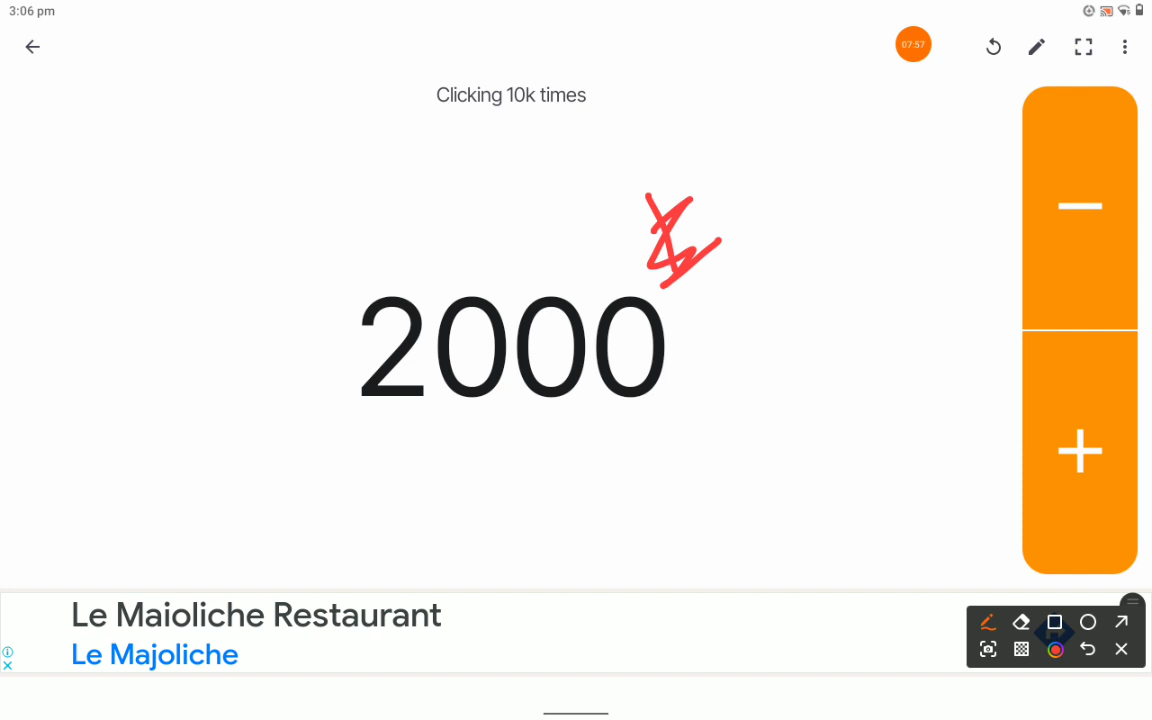 3:06 pm
07:57
Clicking 10k times
2000
Le Maioliche Restaurant
Le Majoliche